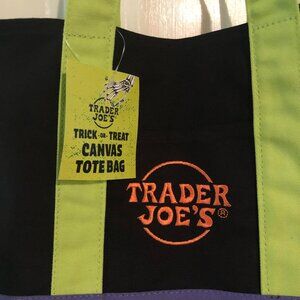 TRADER
JOE'S
TRICK-OR-TREAT
CANVAS
TOTE BAG
TRADER
JOE'S®